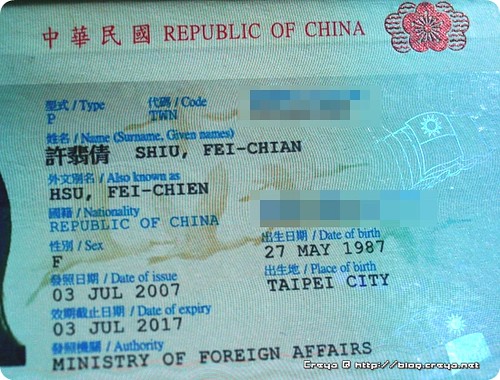 中華民國 REPUBLIC OF CHINA
型式 / Type 代碼 / Code
P TWN
姓名 / Name (Surname, Given names)
許翡倩 SHIU, FEI-CHIAN
外文別名 / Also known as
HSU, FEI-CHIEN
國籍 / Nationality
REPUBLIC OF CHINA
性別 / Sex 出生日期 / Date of birth
F 27 MAY 1987
發照日期 / Date of issue 出生地 / Place of birth
03 JUL 2007 TAIPEI CITY
效期截止日期 / Date of expiry
03 JUL 2017
發照機關 / Authority
MINISTRY OF FOREIGN AFFAIRS
Creya @ http://blog.creya.net